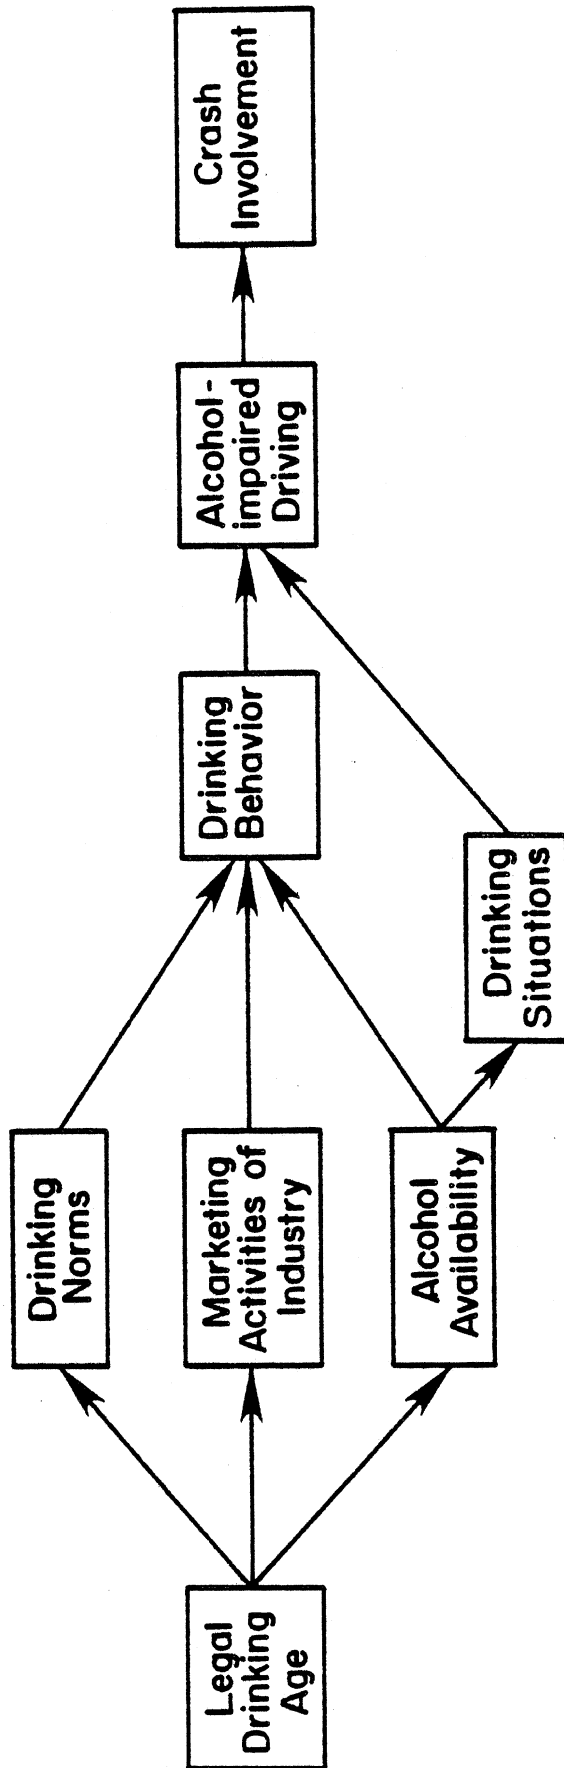 Legal
Drinking
Age
Drinking
Norms
Marketing
Activities of
Industry
Alcohol
Availability
Drinking
Situations
Drinking
Behavior
Alcohol-
impaired
Driving
Crash
Involvement